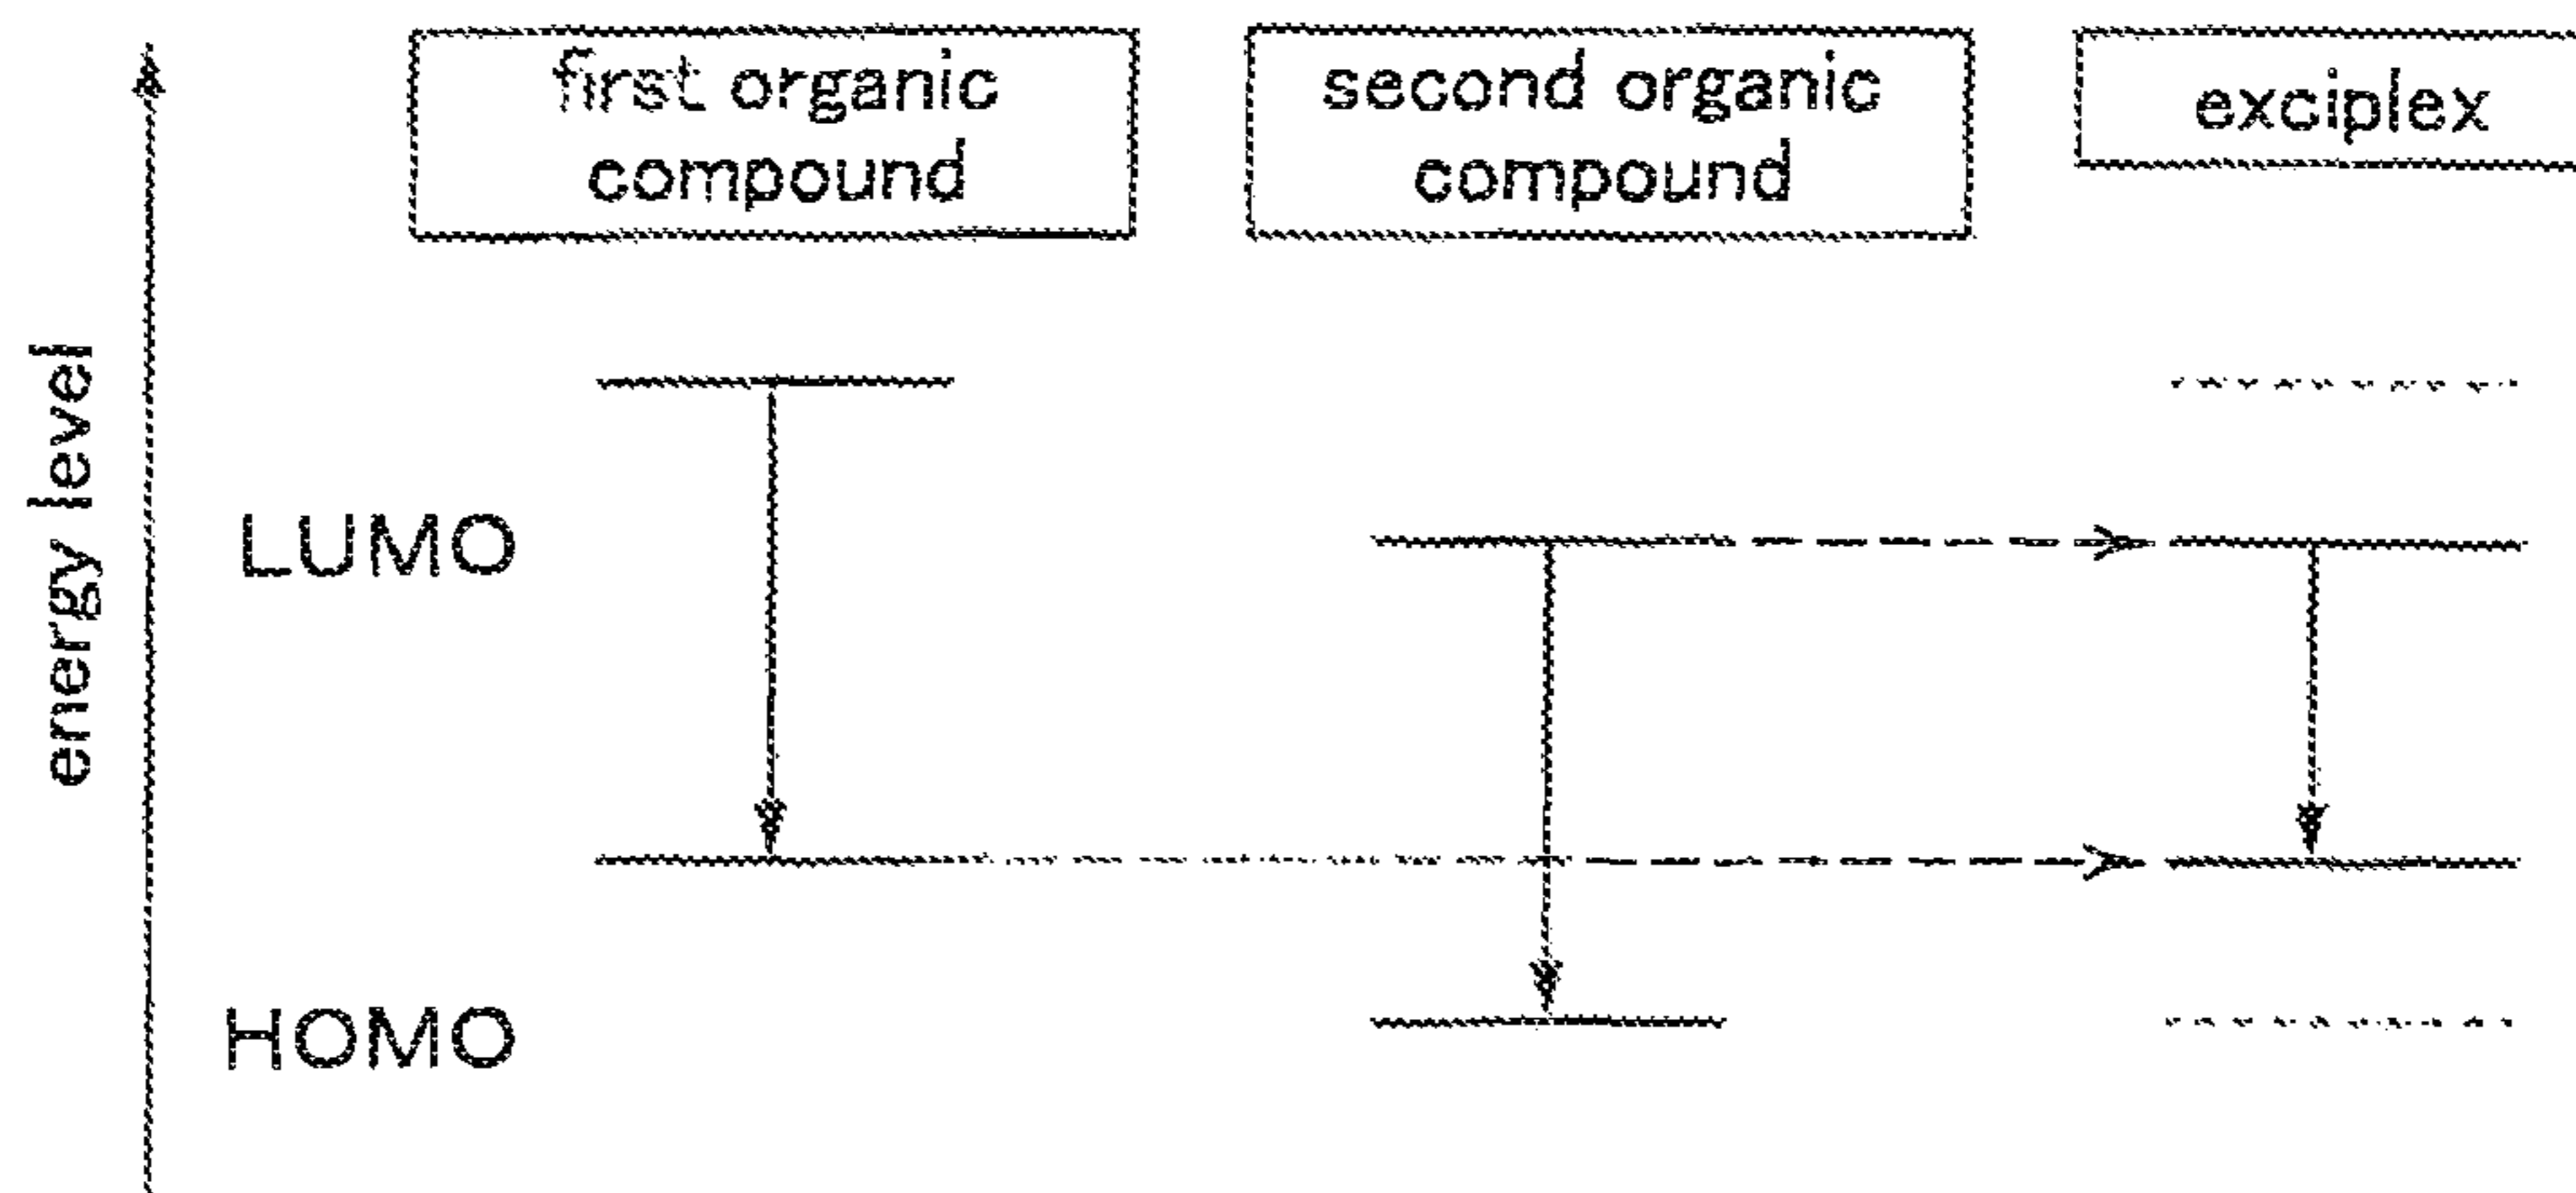 first organic
compound
second organic
compound
exciplex
energy level
LUMO
HOMO